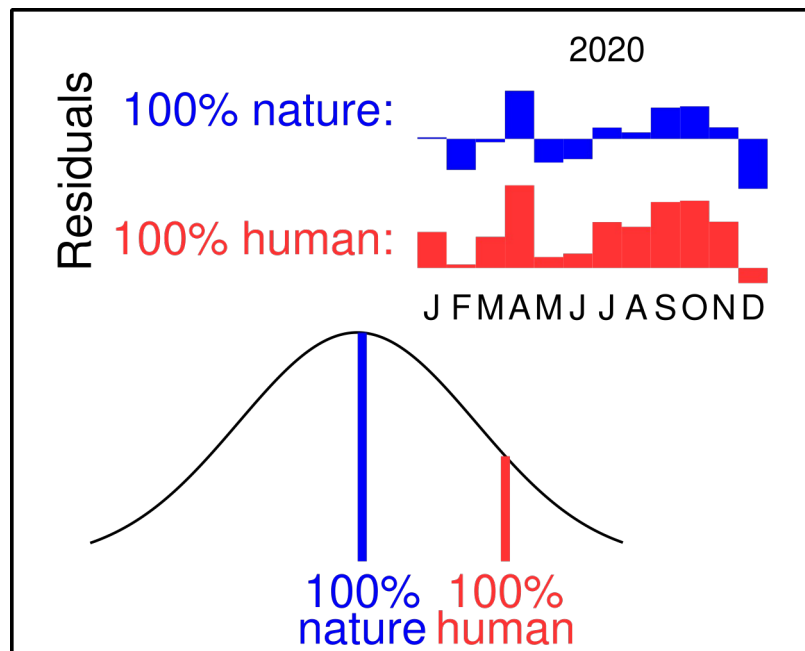 2020
Residuals
100% nature:
100% human:
J F M A M J J A S O N D
100% 100%
nature human